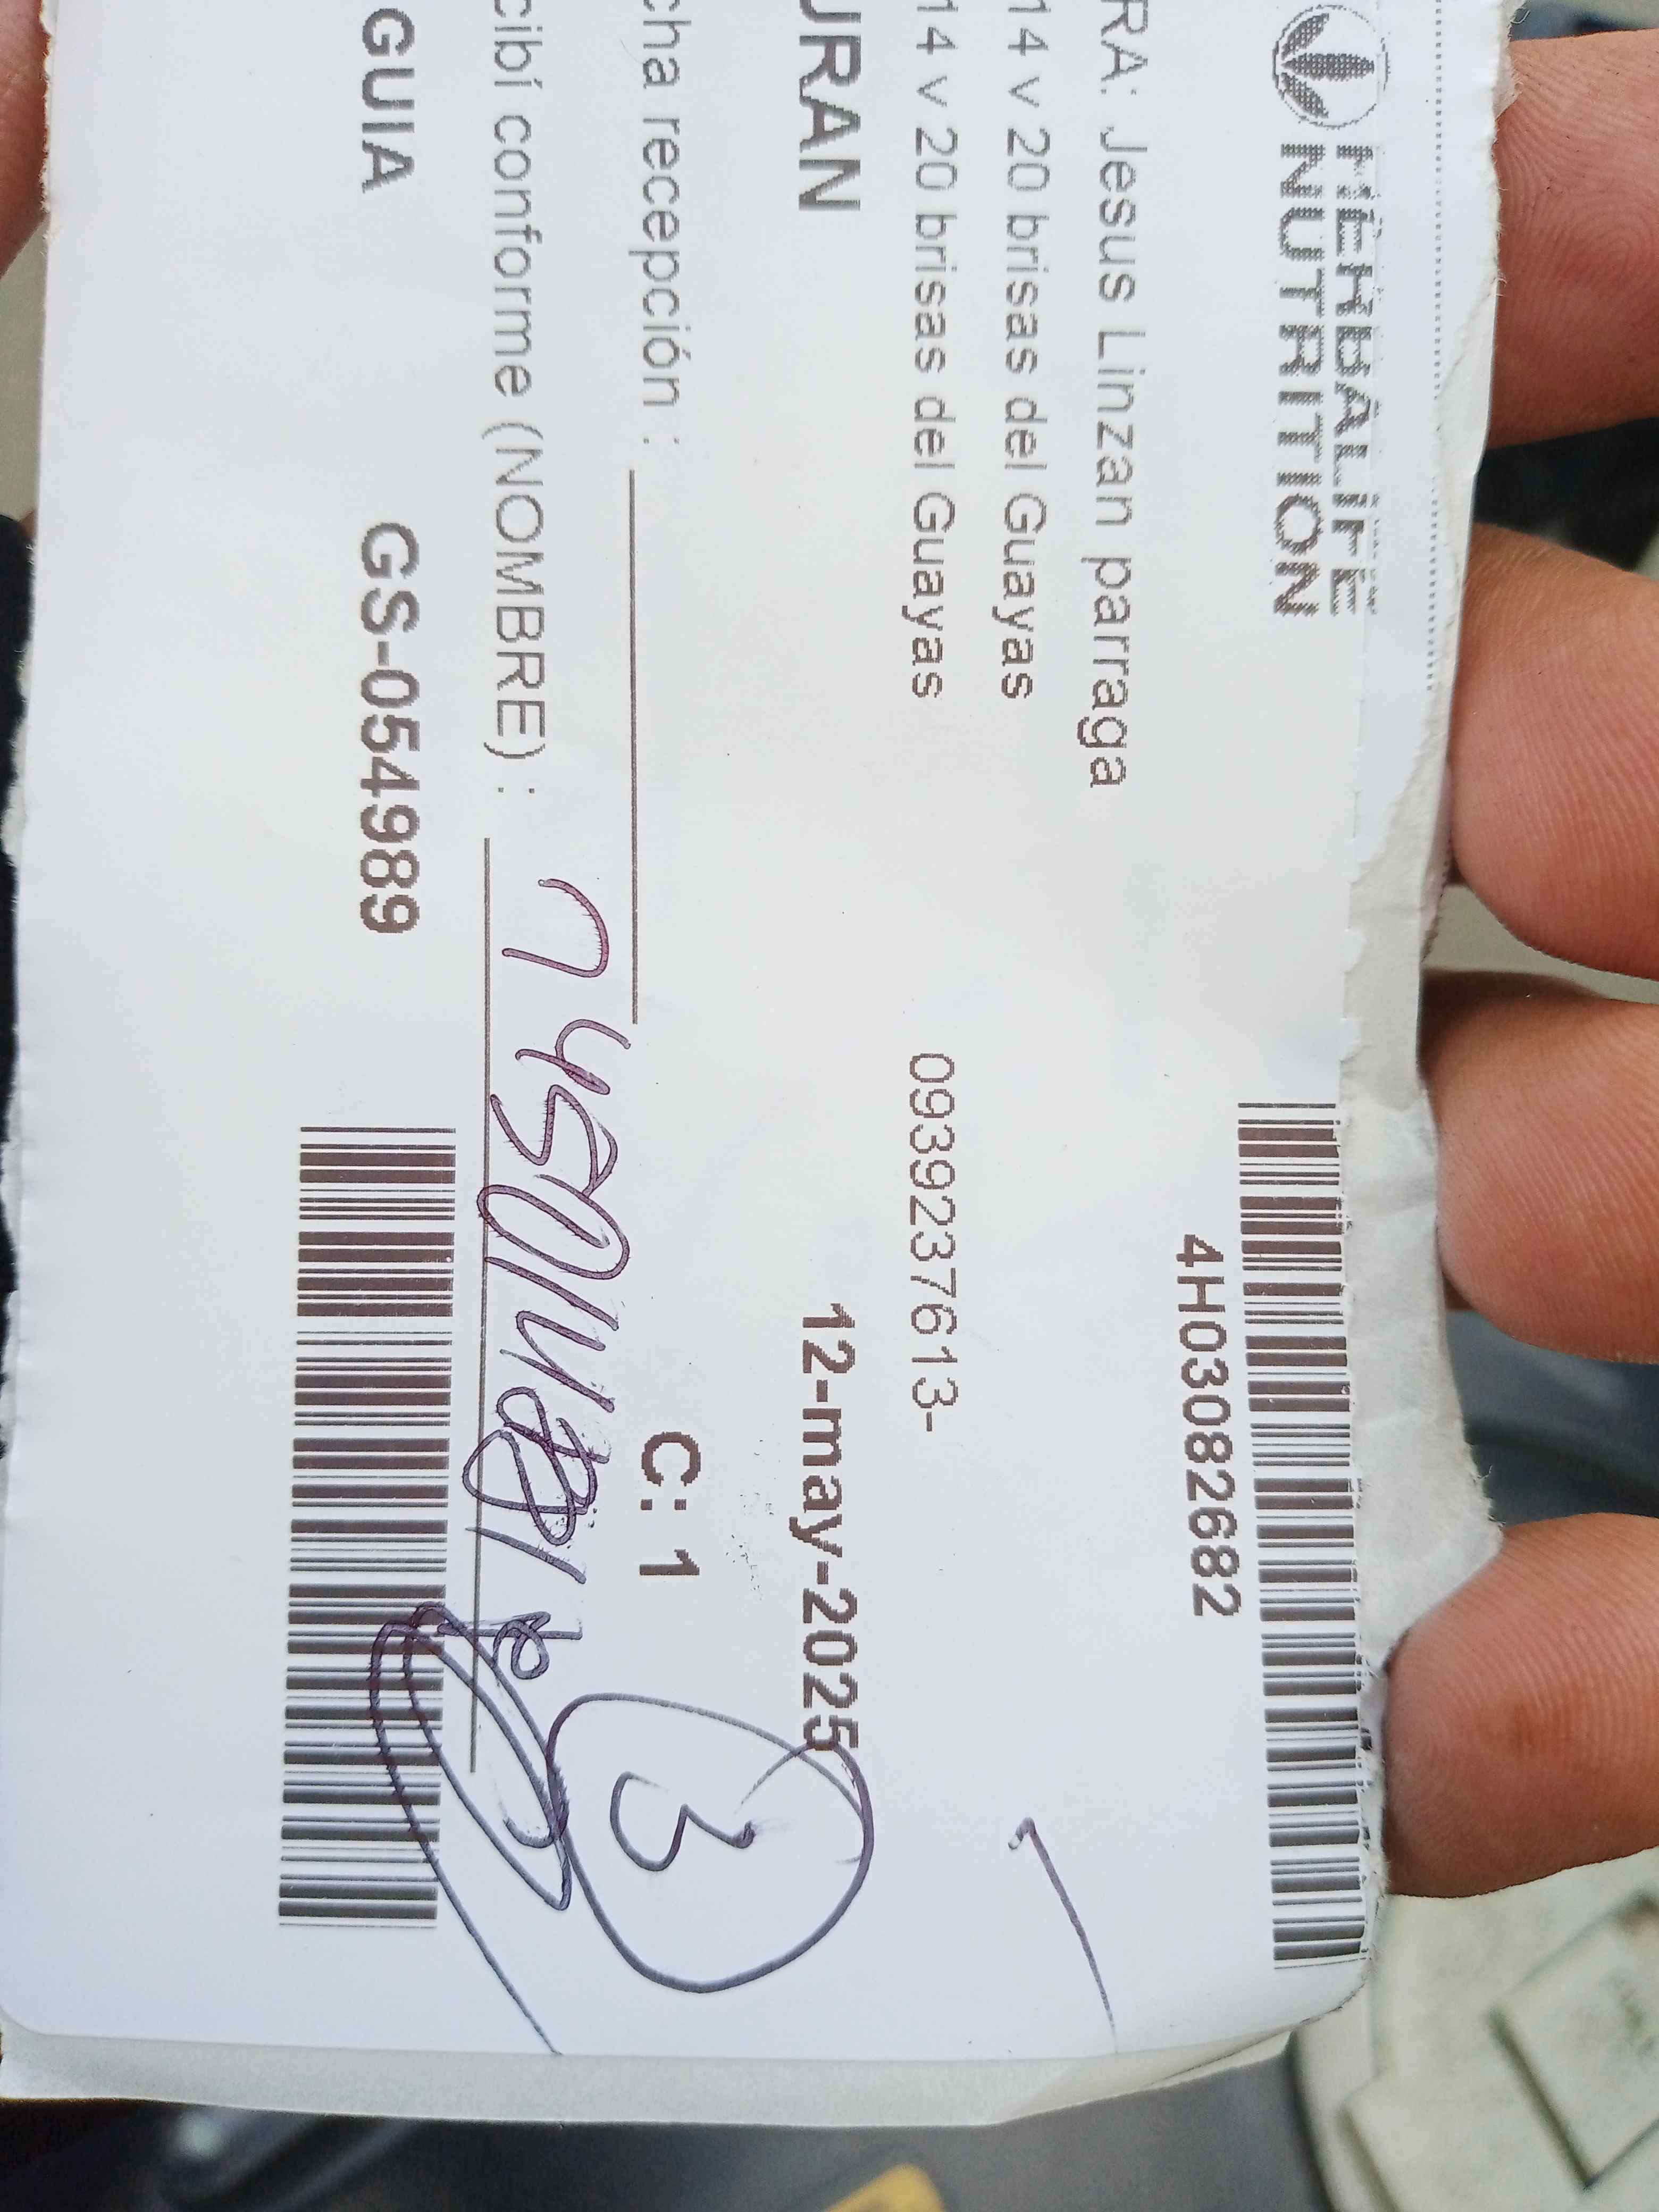 HERBALIFE
NUTRITION
4H03082682
RA: Jesus Linzan parraga
14 v 20 brisas del Guayas
14 v 20 brisas del Guayas
0939237613-
URAN
12-may-2025
cha recepción :
C: 1
3
cibí conforme (NOMBRE) :
GUIA
GS-054989